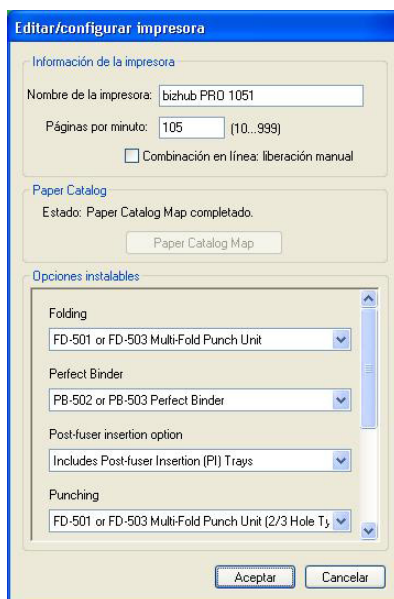 Editar/configurar impresora
Información de la impresora
Nombre de la impresora: bizhub PRO 1051
Páginas por minuto: 105 (10...999)
Combinación en línea: liberación manual
Paper Catalog
Estado: Paper Catalog Map completado.
Paper Catalog Map
Opciones instalables
Folding
FD-501 or FD-503 Multi-Fold Punch Unit
Perfect Binder
PB-502 or PB-503 Perfect Binder
Post-fuser insertion option
Includes Post-fuser Insertion (PI) Trays
Punching
FD-501 or FD-503 Multi-Fold Punch Unit (2/3 Hole Ty
Aceptar Cancelar